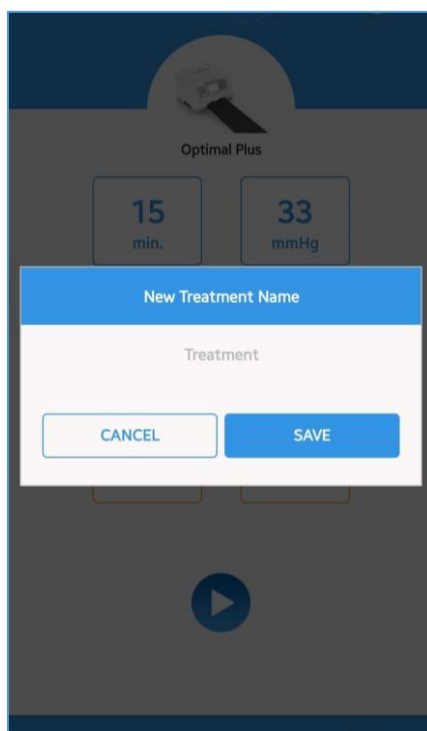 Optimal Plus
15
33
min.
mmHg
New Treatment Name
Treatment
CANCEL
SAVE